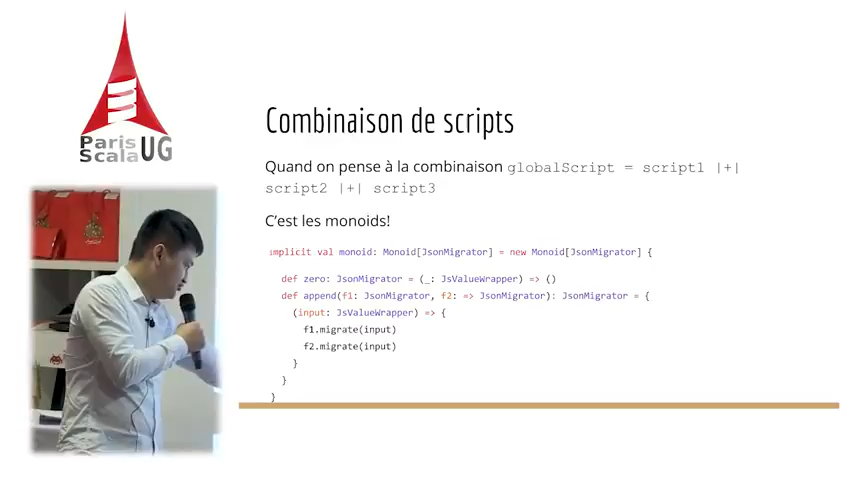 Paris
Scala UG
Combinaison de scripts
Quand on pense à la combinaison globalScript = script1 |+|
script2 |+| script3
C'est les monoids!
implicit val monoid: Monoid[JsonMigrator] = new Monoid[JsonMigrator] {
def zero: JsonMigrator = (_: JsValueWrapper) => ()
def append(f1: JsonMigrator, f2: => JsonMigrator): JsonMigrator = {
(input: JsValueWrapper) => {
f1.migrate(input)
f2.migrate(input)
}
}
}